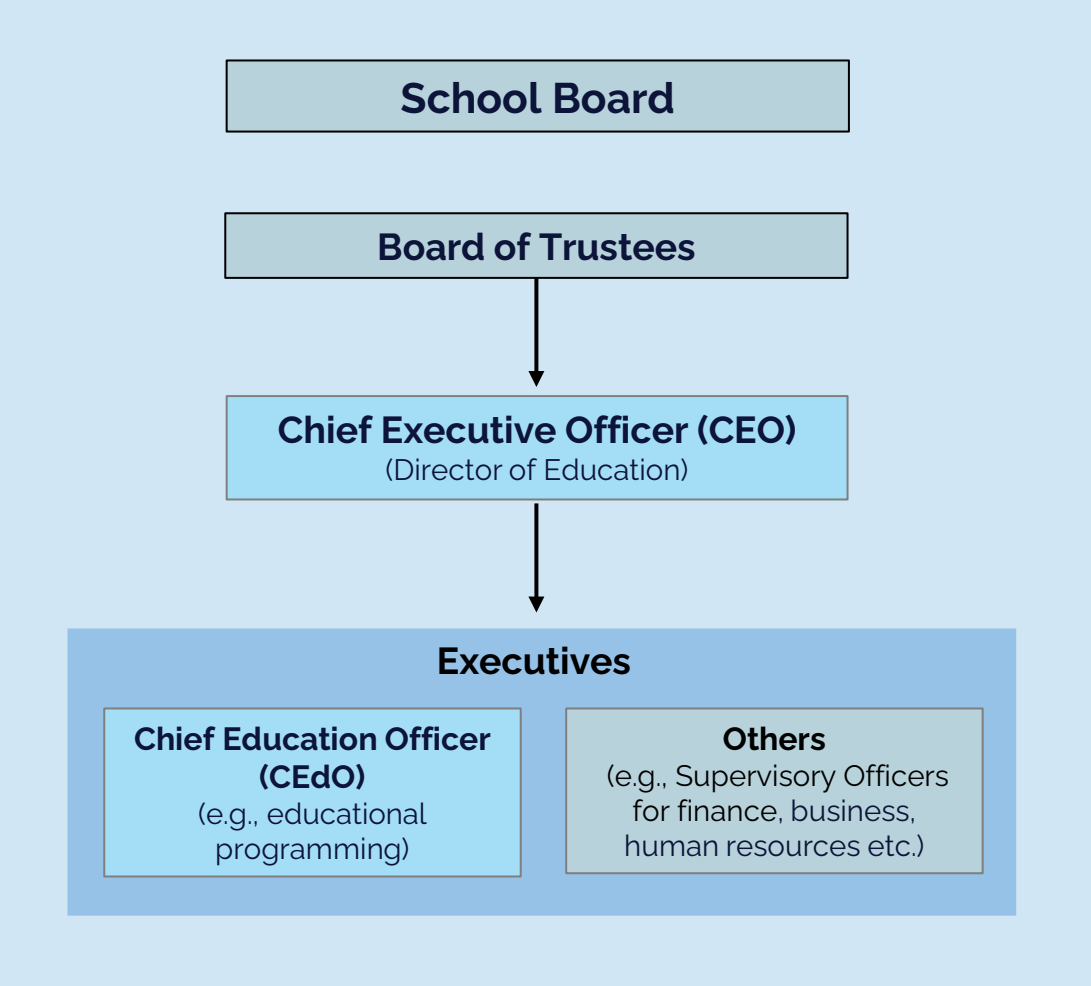 School Board
Board of Trustees
Chief Executive Officer (CEO)
(Director of Education)
Executives
Chief Education Officer
(CEdO)
(e.g., educational
programming)
Others
(e.g., Supervisory Officers
for finance, business,
human resources etc.)